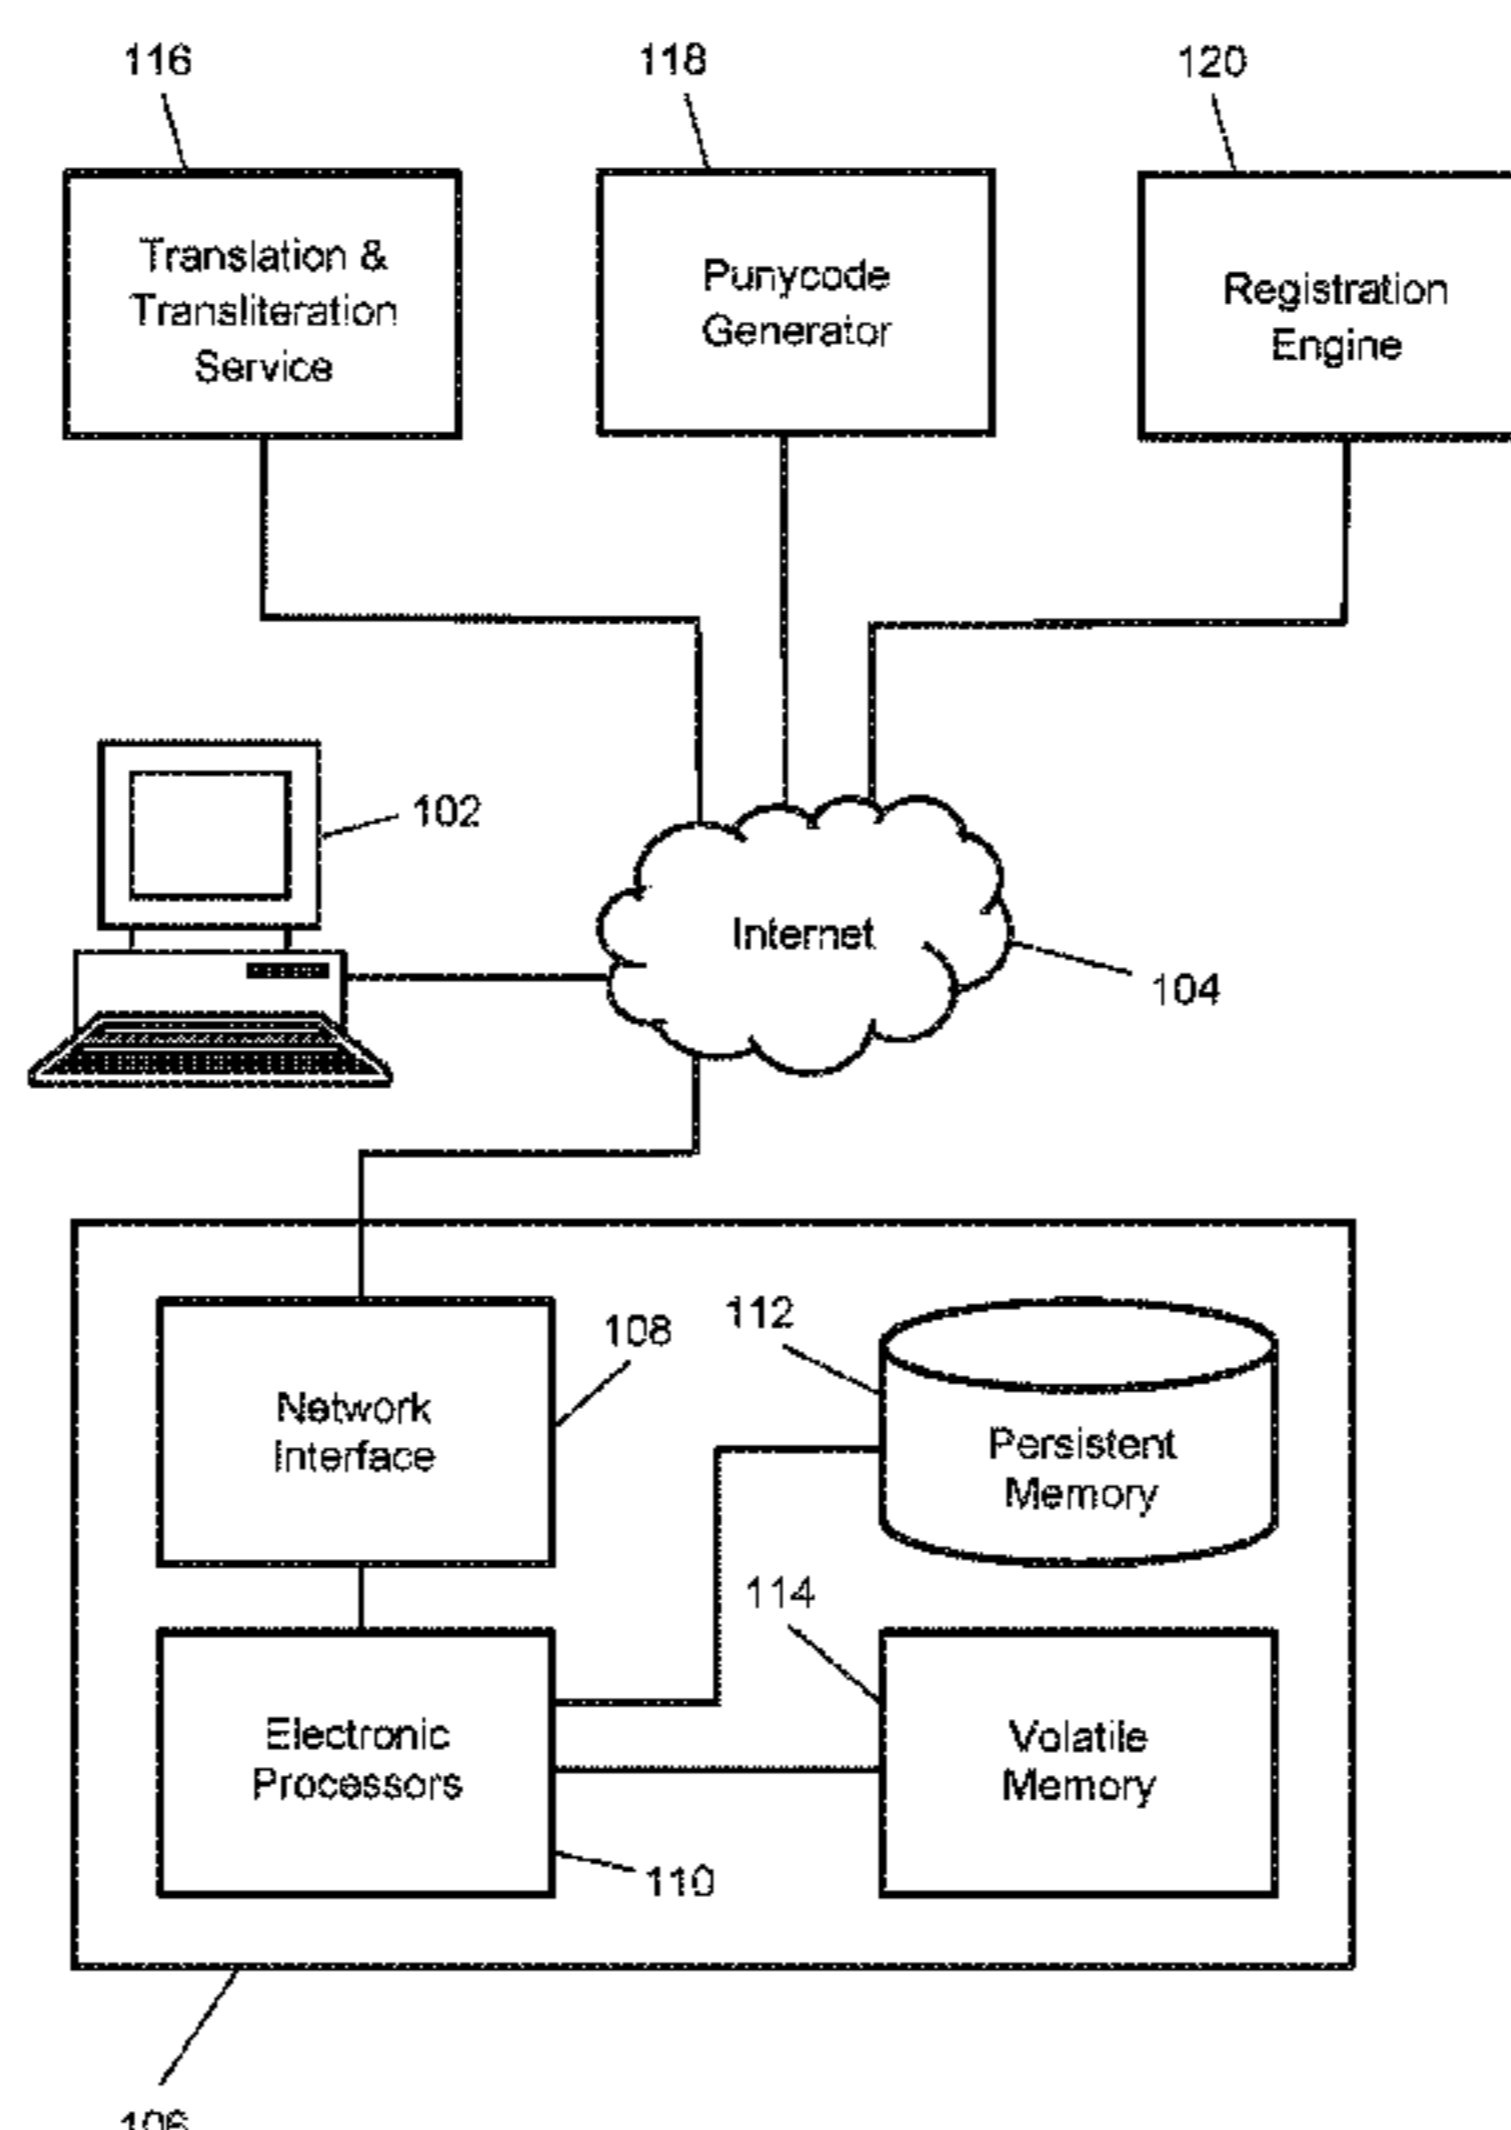 116
118
120
Translation &
Transliteration
Service
Punycode
Generator
Registration
Engine
102
Internet
104
108
112
Network
Interface
Persistent
Memory
114
Electronic
Processors
Volatile
Memory
110
106